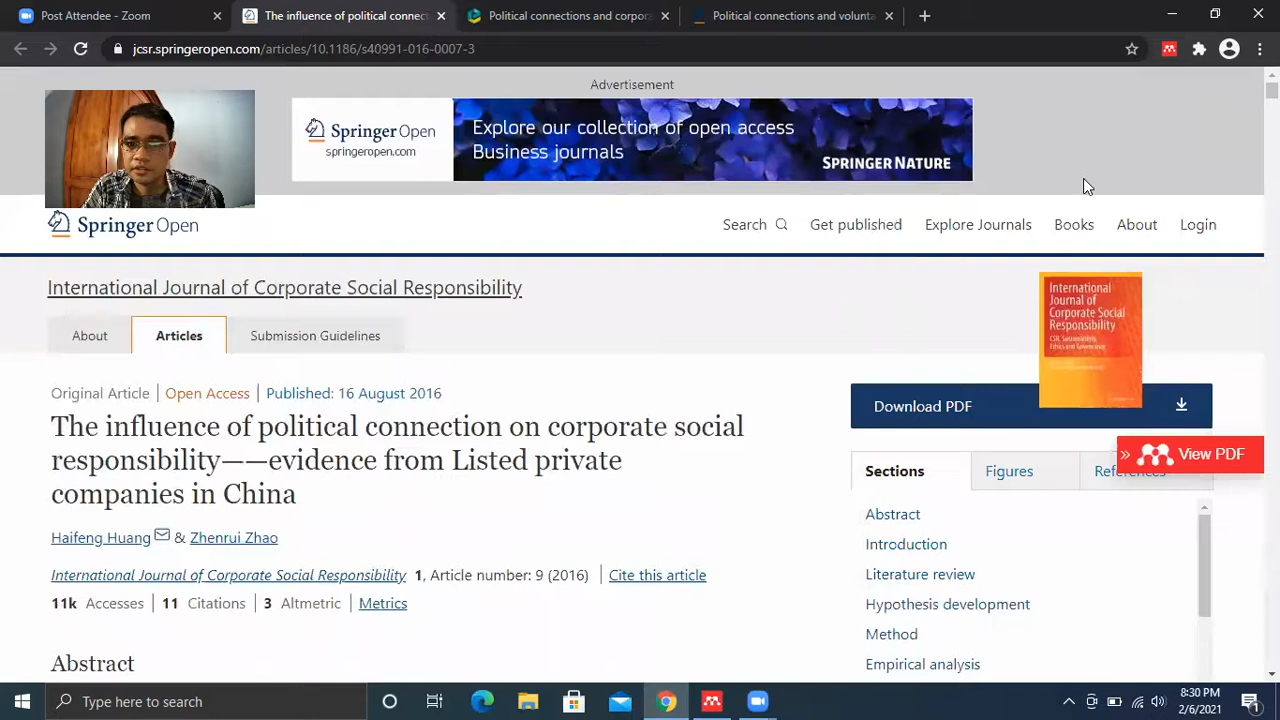 Post Attendee - Zoom
The influence of political connect
Political connections and corpora
Political connections and volunta
jcsr.springeropen.com/articles/10.1186/s40991-016-0007-3
Advertisement
Springer Open
springeropen.com
Explore our collection of open access
Business journals
SPRINGER NATURE
Springer Open
Search
Get published
Explore Journals
Books
About
Login
International Journal of Corporate Social Responsibility
International
Journal of
Corporate Social
Responsibility
CSR, Sustainability,
Ethics and Governance
About
Articles
Submission Guidelines
Original Article
Open Access
Published: 16 August 2016
The influence of political connection on corporate social
responsibility——evidence from Listed private
companies in China
Haifeng Huang & Zhenrui Zhao
International Journal of Corporate Social Responsibility 1, Article number: 9 (2016)
Cite this article
11k Accesses
11 Citations
3 Altmetric
Metrics
Abstract
Download PDF
» View PDF
Sections
Figures
References
Abstract
Introduction
Literature review
Hypothesis development
Method
Empirical analysis
Type here to search
8:30 PM
2/6/2021
1